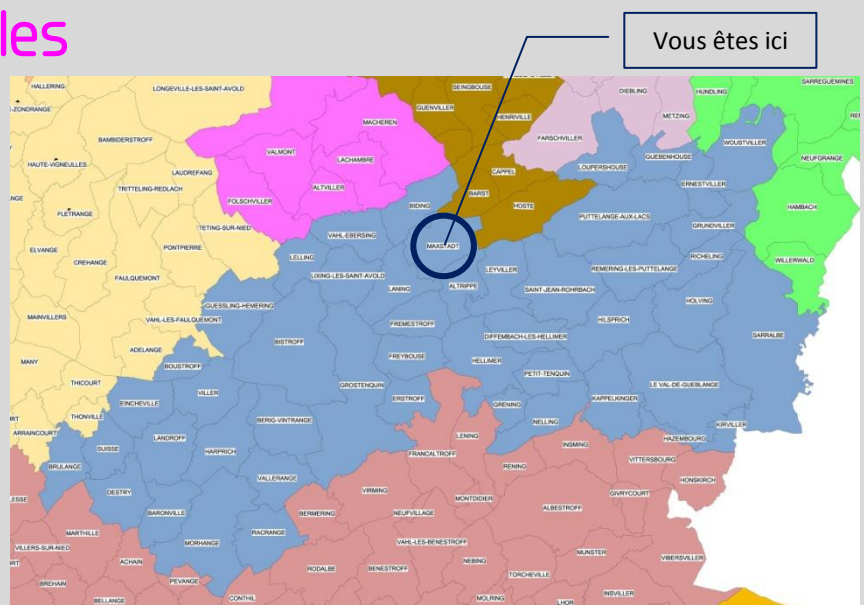 les
Vous êtes ici
HALLERING
LONGEVILLE-LES-SAINT-AVOLD
SEINGBOUSE
DIEBLING
HUNDLING
SARREGUEMINES
-ZONDRANGE
MACHEREN
GUENVILLER
HENRIVILLE
METZING
BAMBIDERSTROFF
VALMONT
LACHAMBRE
FARSCHVILLER
WOUSTVILLER
HAUTE-VIGNEULLES
LAUDREFANG
CAPPEL
LOUPERSHOUSE
GUEBENHOUSE
NEUFGRANGE
TRITTELING-REDLACH
ALTVILLER
BARST
ERNESTVILLER
FOLSCHVILLER
BIDING
HOSTE
HAMBACH
FLETRANGE
TETING-SUR-NIED
PUTTELANGE-AUX-LACS
GRUNDVILLER
VAHL-EBERSING
MAXSTADT
ELVANGE
PONTPIERRE
LELLING
RICHELING
WILLERWALD
CREHANGE
LIXING-LES-SAINT-AVOLD
LEYVILLER
REMERING-LES-PUTTELANGE
FAULQUEMONT
LANING
ALTRIPPE
SAINT-JEAN-ROHRBACH
GUESSLING-HEMERING
HOLVING
MAINVILLERS
VAHL-LES-FAULQUEMONT
FREMESTROFF
HILSPRICH
DIFFEMBACH-LES-HELLIMER
SARRALBE
ADELANGE
BISTROFF
MANY
BOUSTROFF
FREYBOUSE
HELLIMER
PETIT-TENQUIN
THICOURT
VILLER
GROSTENQUIN
LE VAL-DE-GUEBLANGE
EINCHEVILLE
ERSTROFF
GRENING
KAPPELKINGER
THONVILLE
BERIG-VINTRANGE
NELLING
KIRVILLER
ARRAINCOURT
SUISSE
LANDROFF
HARPRICH
LENING
INSMING
HAZEMBOURG
BRULANGE
FRANCALTROFF
RENING
VITTERSBOURG
DESTRY
VALLERANGE
HONSKIRCH
VIRMING
MONTDIDIER
GIVRYCOURT
BARONVILLE
BERMERING
NEUFVILLAGE
ALBESTROFF
MARTHILLE
RACRANGE
MORHANGE
VAHL-LES-BENESTROFF
VILLERS-SUR-NIED
ACHAIN
NEBING
MUNSTER
VIBERSVILLER
BREHAIN
PEVANGE
RODALBE
BENESTROFF
TORCHEVILLE
BELLANGE
CONTHIL
MOLRING
LHOR
INSVILLER